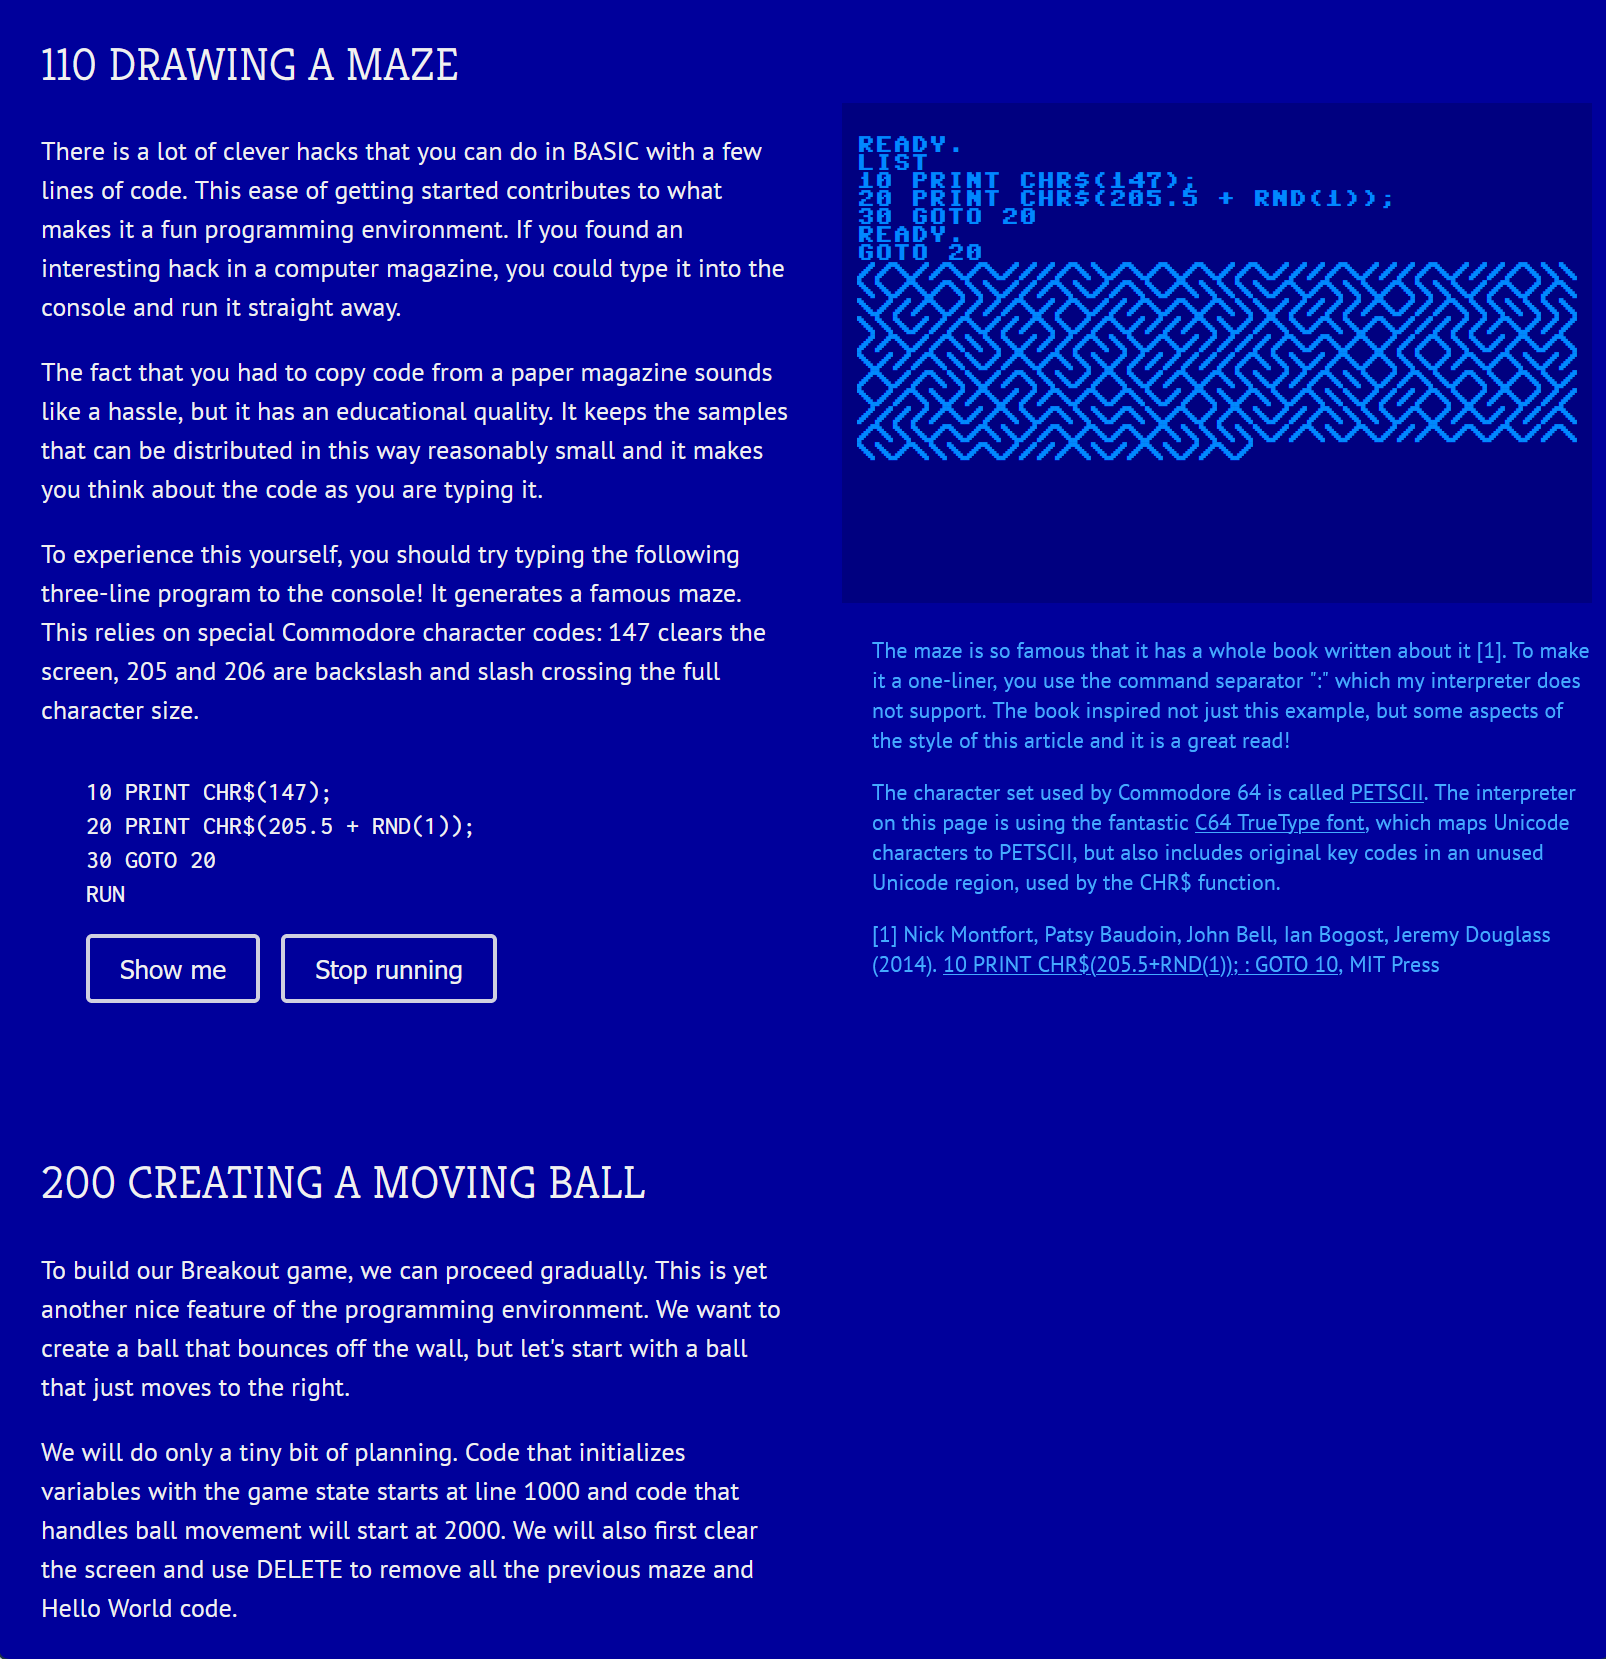 110 DRAWING A MAZE
There is a lot of clever hacks that you can do in BASIC with a few
lines of code. This ease of getting started contributes to what
makes it a fun programming environment. If you found an
interesting hack in a computer magazine, you could type it into the
console and run it straight away.
The fact that you had to copy code from a paper magazine sounds
like a hassle, but it has an educational quality. It keeps the samples
that can be distributed in this way reasonably small and it makes
you think about the code as you are typing it.
To experience this yourself, you should try typing the following
three-line program to the console! It generates a famous maze.
This relies on special Commodore character codes: 147 clears the
screen, 205 and 206 are backslash and slash crossing the full
character size.
10 PRINT CHR$(147);
20 PRINT CHR$(205.5 + RND(1));
30 GOTO 20
RUN
Show me
Stop running
READY.
LIST
10 PRINT CHR$(147);
20 PRINT CHR$(205.5 + RND(1));
30 GOTO 20
READY.
GOTO 20
The maze is so famous that it has a whole book written about it [1]. To make
it a one-liner, you use the command separator ":" which my interpreter does
not support. The book inspired not just this example, but some aspects of
the style of this article and it is a great read!
The character set used by Commodore 64 is called PETSCII. The interpreter
on this page is using the fantastic C64 TrueType font, which maps Unicode
characters to PETSCII, but also includes original key codes in an unused
Unicode region, used by the CHR$ function.
[1] Nick Montfort, Patsy Baudoin, John Bell, Ian Bogost, Jeremy Douglass
(2014). 10 PRINT CHR$(205.5+RND(1)); : GOTO 10, MIT Press
200 CREATING A MOVING BALL
To build our Breakout game, we can proceed gradually. This is yet
another nice feature of the programming environment. We want to
create a ball that bounces off the wall, but let's start with a ball
that just moves to the right.
We will do only a tiny bit of planning. Code that initializes
variables with the game state starts at line 1000 and code that
handles ball movement will start at 2000. We will also first clear
the screen and use DELETE to remove all the previous maze and
Hello World code.